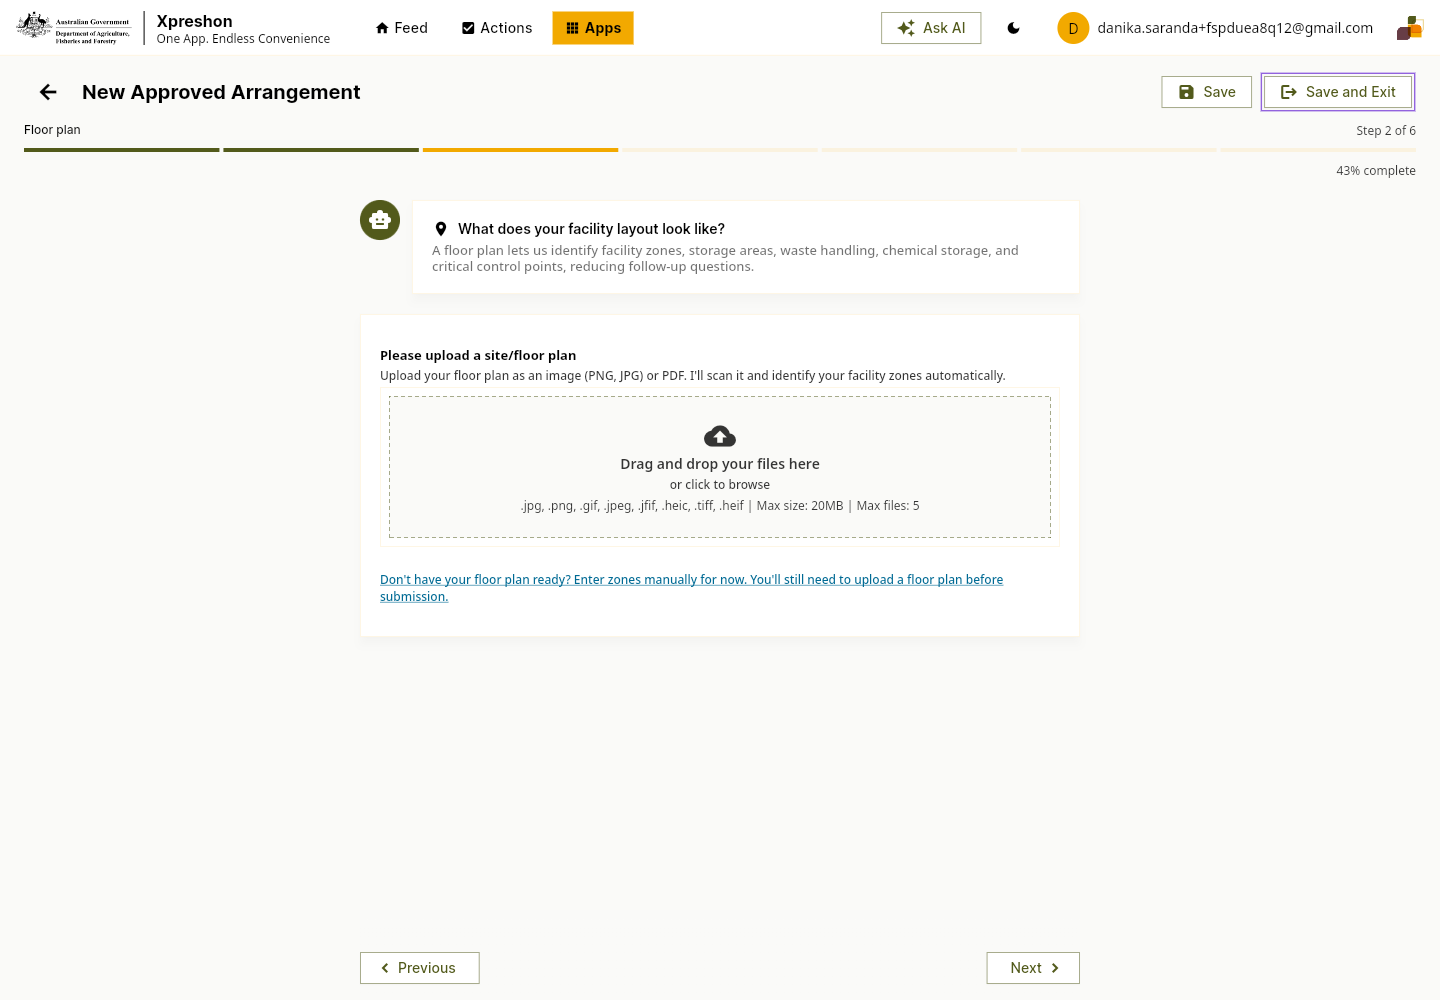 Australian Government
Department of Agriculture,
Fisheries and Forestry
Xpreshon
One App. Endless Convenience
Feed
Actions
Apps
Ask AI
D
danika.saranda+fspduea8q12@gmail.com
New Approved Arrangement
Save
Save and Exit
Floor plan
Step 2 of 6
43% complete
What does your facility layout look like?
A floor plan lets us identify facility zones, storage areas, waste handling, chemical storage, and
critical control points, reducing follow-up questions.
Please upload a site/floor plan
Upload your floor plan as an image (PNG, JPG) or PDF. I'll scan it and identify your facility zones automatically.
Drag and drop your files here
or click to browse
.jpg, .png, .gif, .jpeg, .jfif, .heic, .tiff, .heif | Max size: 20MB | Max files: 5
Don't have your floor plan ready? Enter zones manually for now. You'll still need to upload a floor plan before
submission.
Previous
Next